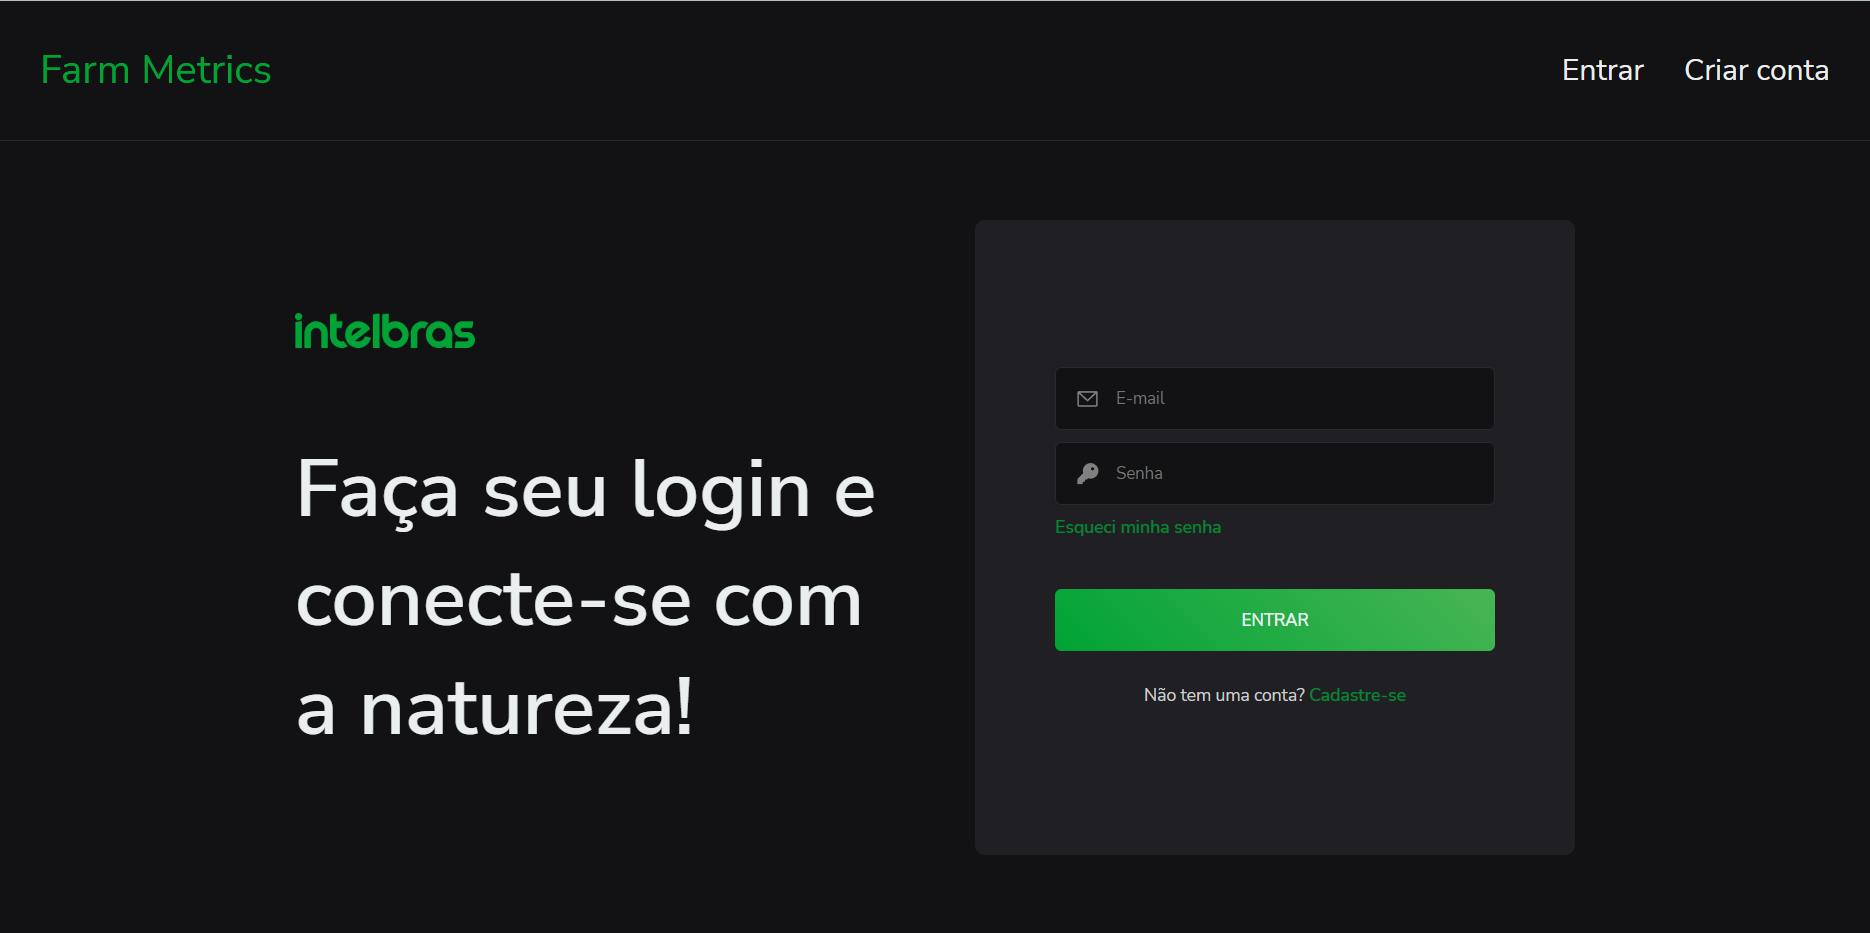 Farm Metrics
Entrar
Criar conta
intelbras
Faça seu login e
conecte-se com
a natureza!
E-mail
Senha
Esqueci minha senha
ENTRAR
Não tem uma conta? Cadastre-se